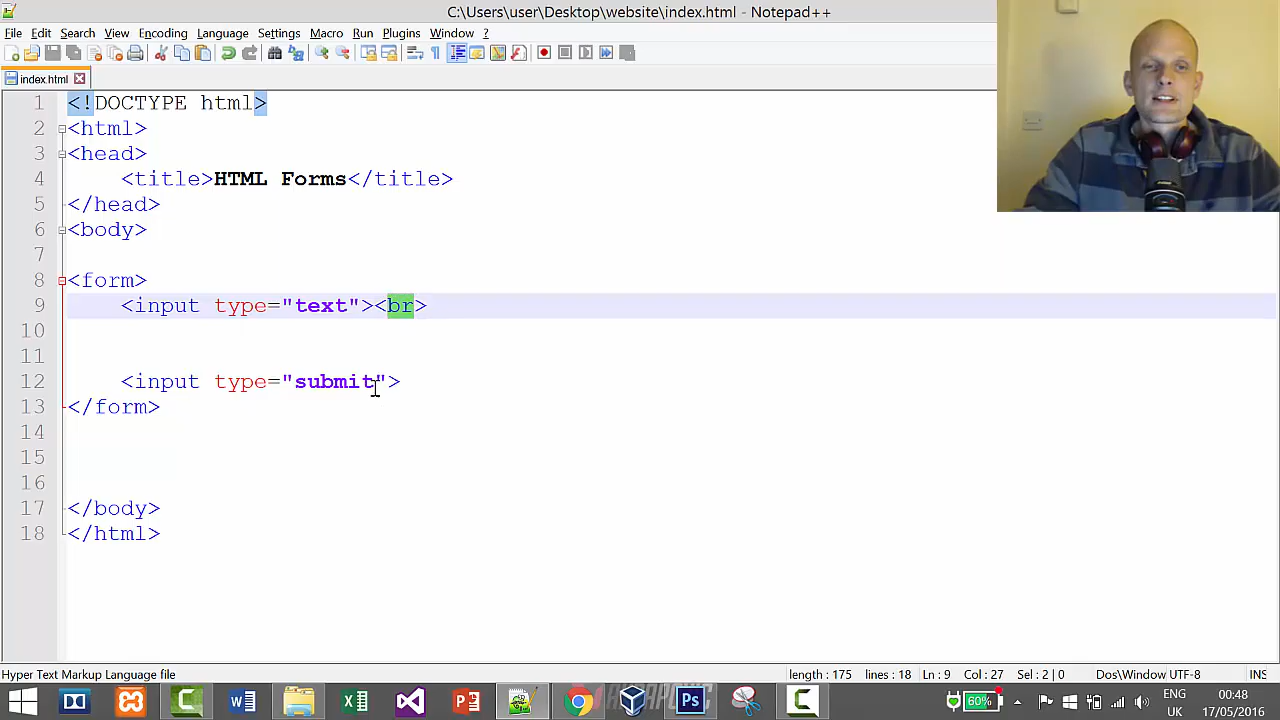 C:\Users\user\Desktop\website\index.html - Notepad++
File Edit Search View Encoding Language Settings Macro Run Plugins Window ?
index.html
1 <!DOCTYPE html>
2 <html>
3 <head>
4 <title>HTML Forms</title>
5 </head>
6 <body>
7
8 <form>
9 <input type="text"><br>
10
11
12 <input type="submit">
13 </form>
14
15
16
17 </body>
18 </html>
Hyper Text Markup Language file length : 175 lines : 18 Ln : 9 Col : 27 Sel : 2 | 0 Dos\Window UTF-8 INS
60% ENG 00:48
UK 17/05/2016